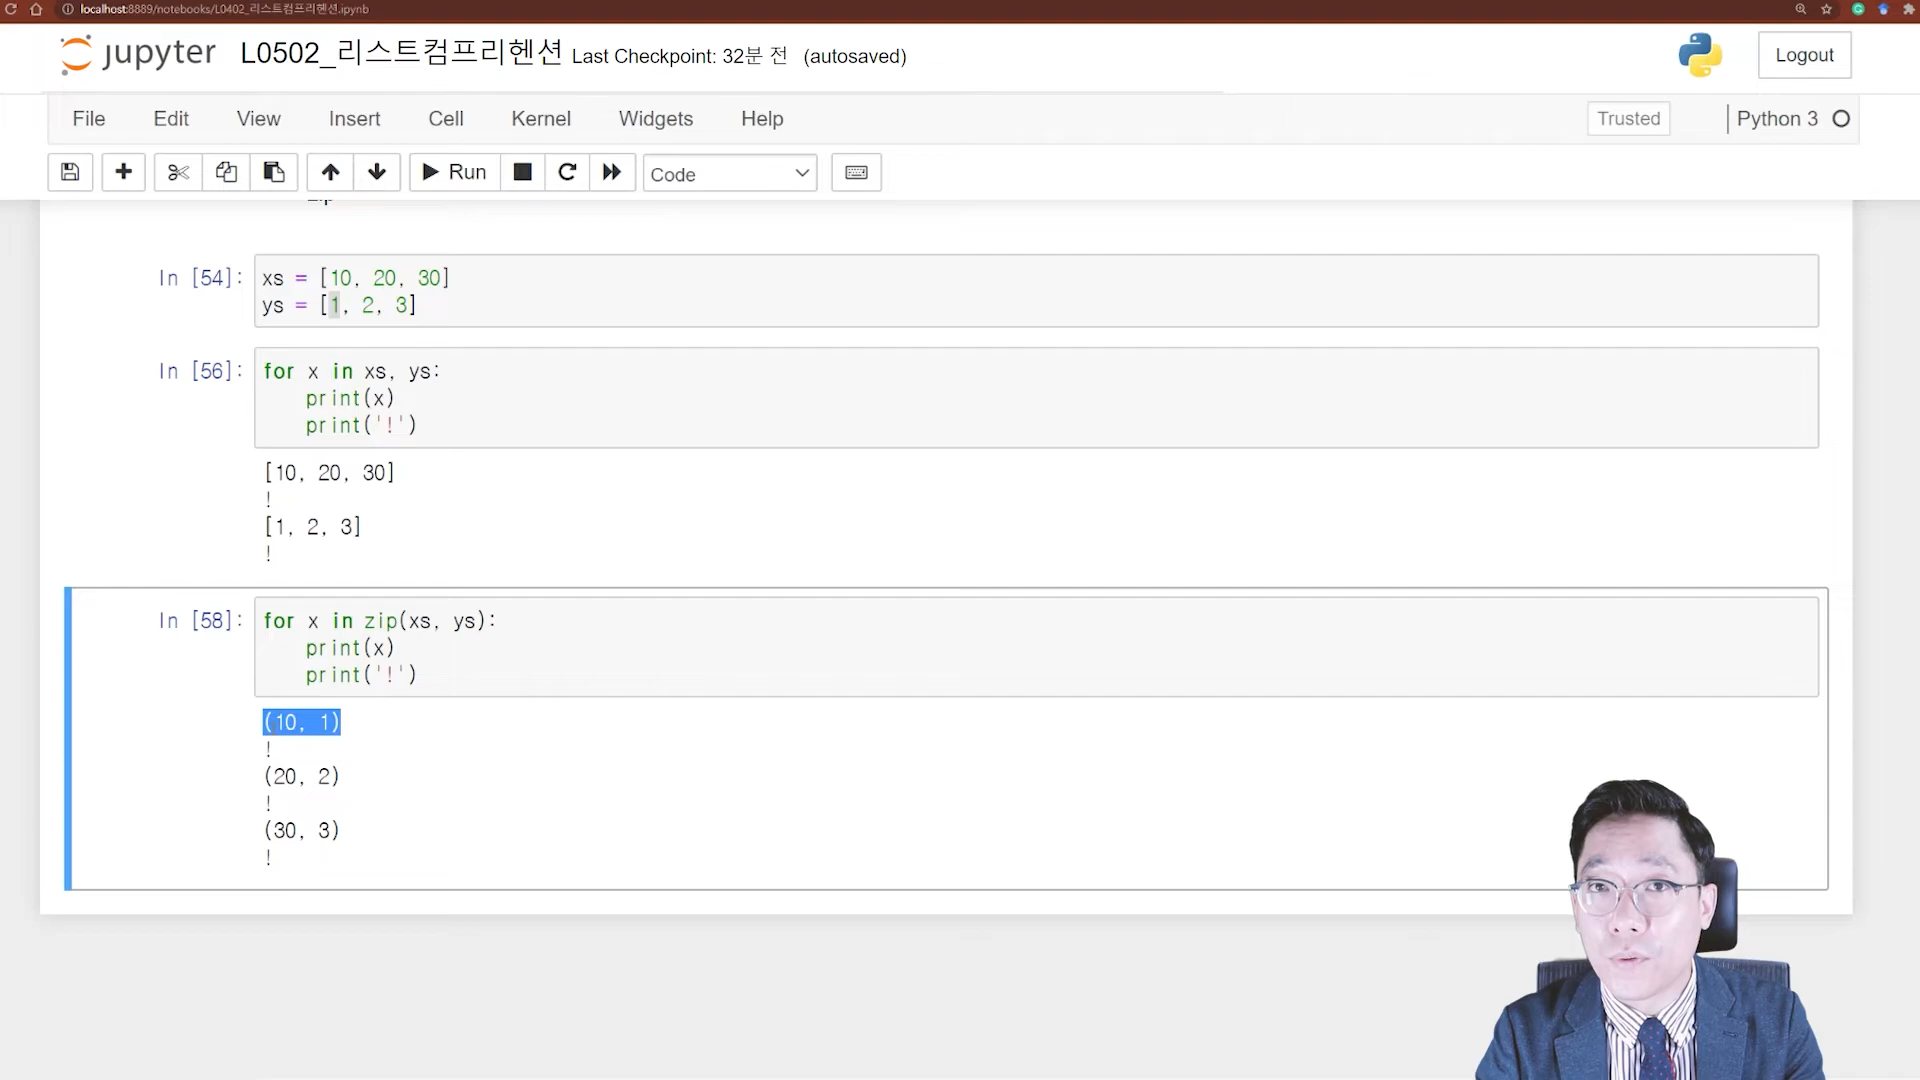 localhost:8889/notebooks/L0402_리스트컴프리헨션.ipynb
jupyter L0502_리스트컴프리헨션 Last Checkpoint: 32분 전 (autosaved)
Logout
File Edit View Insert Cell Kernel Widgets Help
Trusted
Python 3
Run
Code
zip
In [54]:
xs = [10, 20, 30]
ys = [1, 2, 3]
In [56]:
for x in xs, ys:
print(x)
print('!')
[10, 20, 30]
!
[1, 2, 3]
!
In [58]:
for x in zip(xs, ys):
print(x)
print('!')
(10, 1)
!
(20, 2)
!
(30, 3)
!